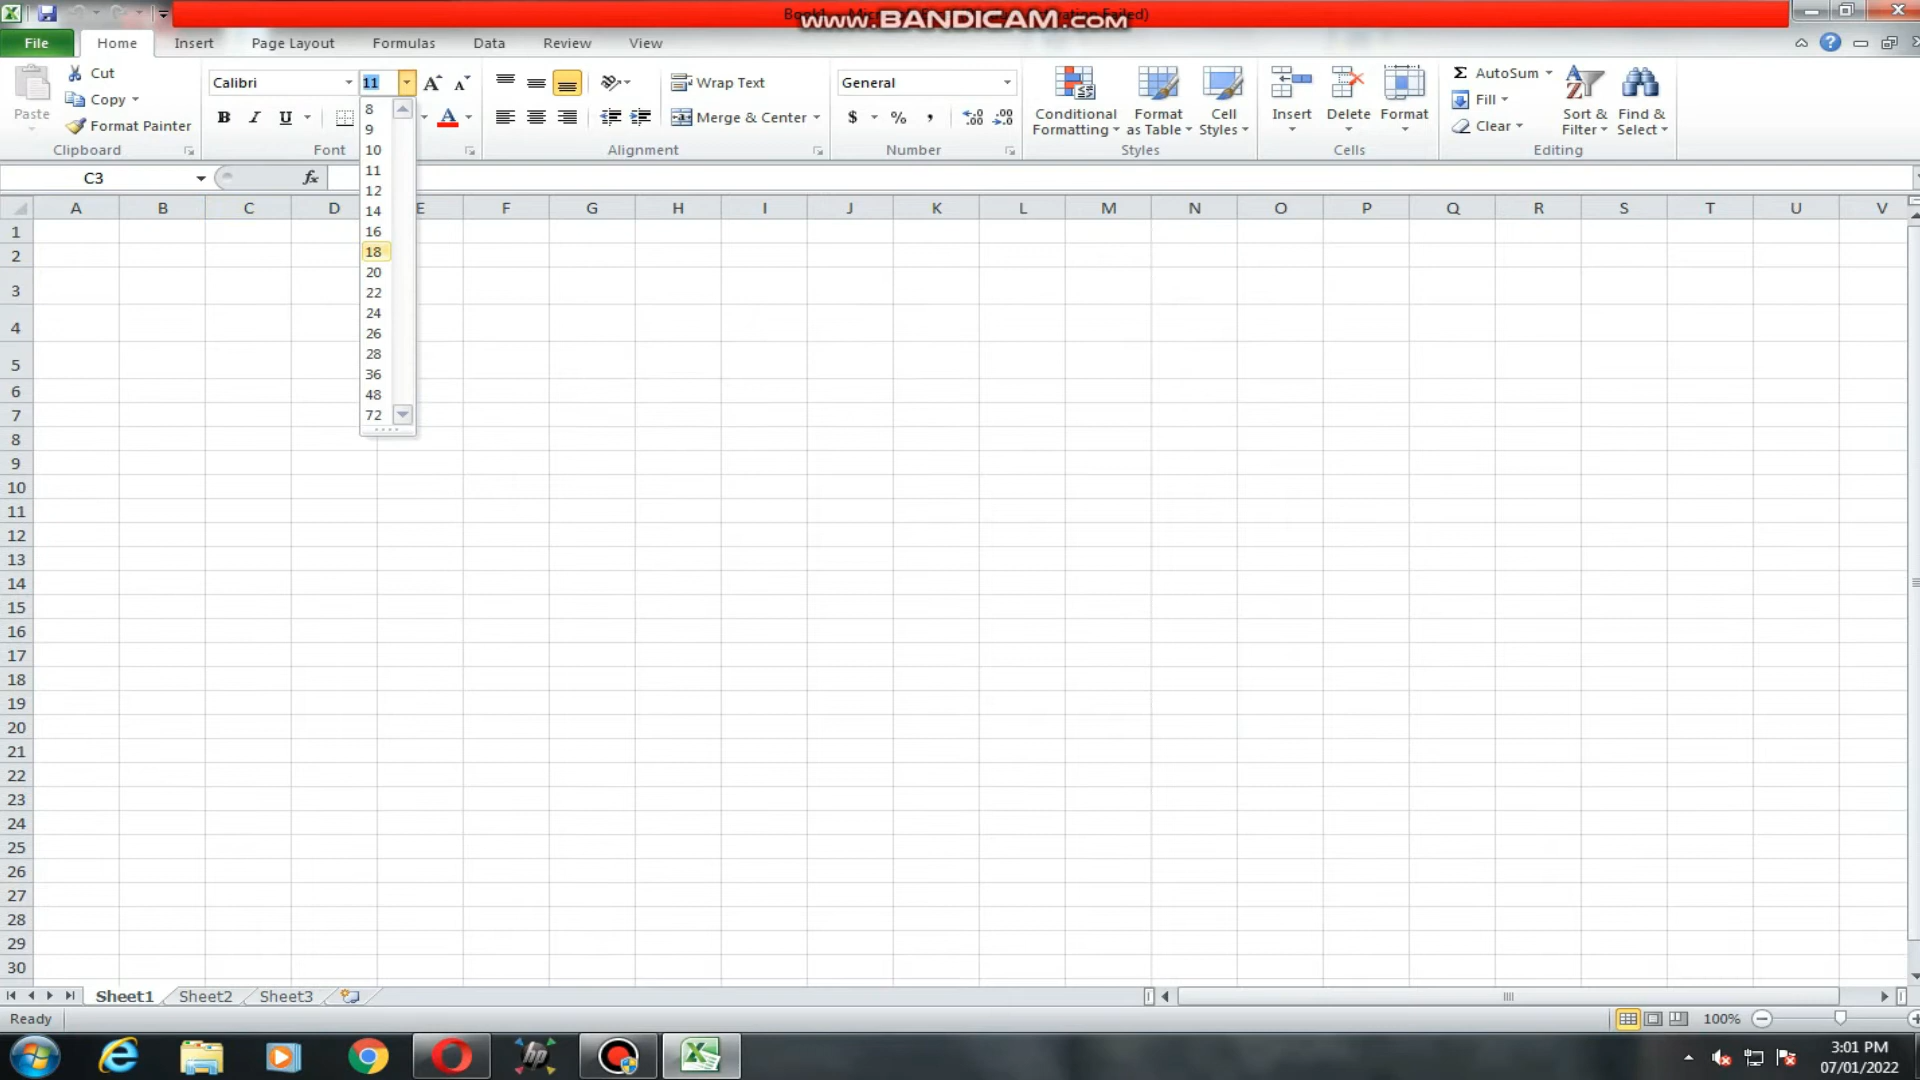 Book1 - Mic
ration Failed)
www.BANDICAM.com
File Home Insert Page Layout Formulas Data Review View
Paste
Cut
Copy
Format Painter
Clipboard
Calibri 11
B I U A
Font
Wrap Text
Merge & Center
Alignment
General
$ % ,
Number
Conditional Formatting
Format as Table
Cell Styles
Styles
Insert
Delete
Format
Cells
Σ AutoSum
Fill
Clear
Sort & Filter
Find & Select
Editing
8
9
10
11
12
14
16
18
20
22
24
26
28
36
48
72
C3 fx
A B C D E F G H I J K L M N O P Q R S T U V
1
2
3
4
5
6
7
8
9
10
11
12
13
14
15
16
17
18
19
20
21
22
23
24
25
26
27
28
29
30
Sheet1 Sheet2 Sheet3
Ready 100%
hp
3:01 PM
07/01/2022